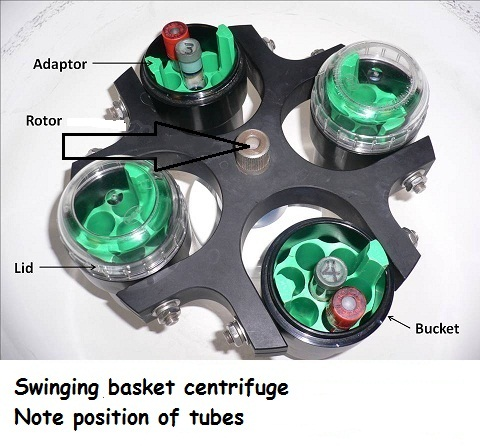 Adaptor
Rotor
Lid
Bucket
Swinging basket centrifuge
Note position of tubes